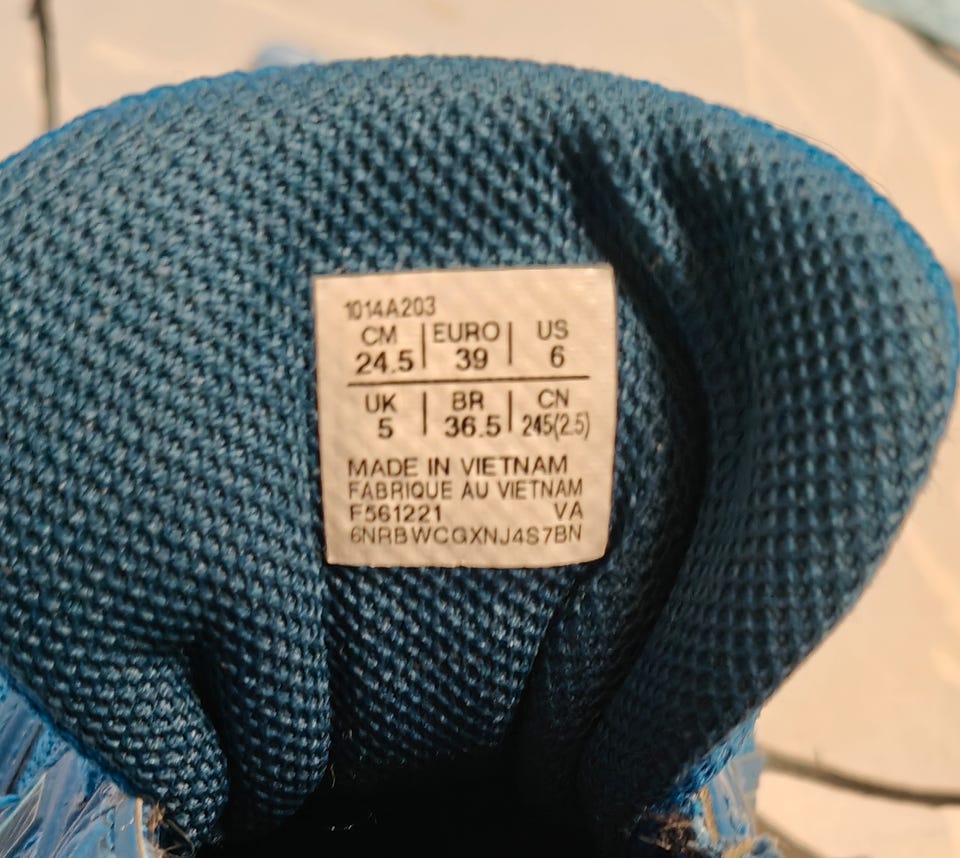 1014A203
CM | EURO | US
24.5 | 39 | 6
UK | BR | CN
5 | 36.5 | 245(2.5)
MADE IN VIETNAM
FABRIQUE AU VIETNAM
F561221 VA
6NRBWCGXNJ4S7BN